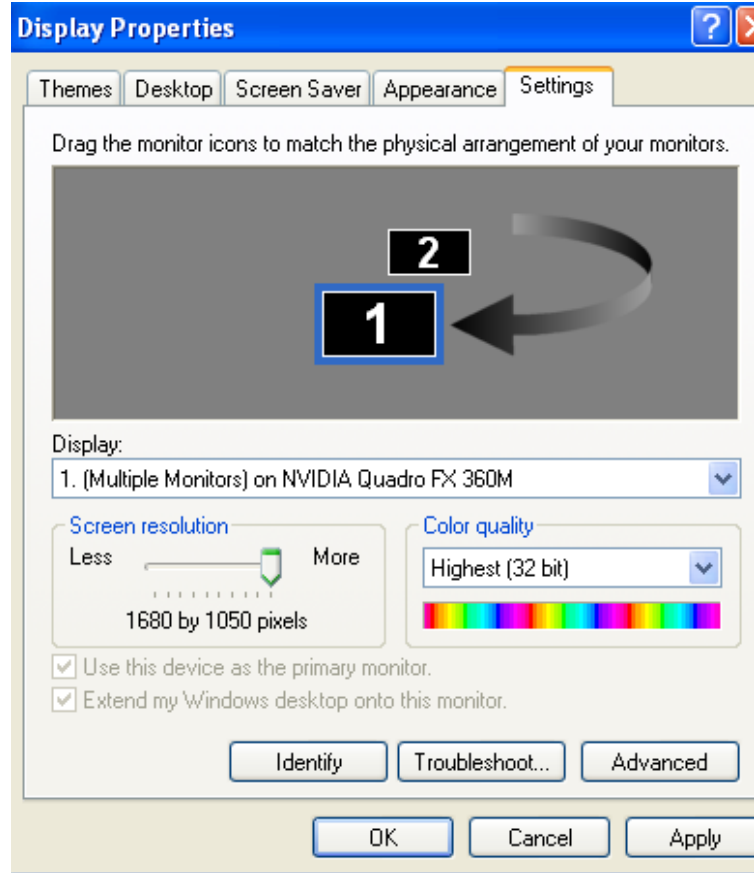 Display Properties
Themes Desktop Screen Saver Appearance Settings
Drag the monitor icons to match the physical arrangement of your monitors.
2
1
Display:
1. (Multiple Monitors) on NVIDIA Quadro FX 360M
Screen resolution
Less More
1680 by 1050 pixels
Color quality
Highest (32 bit)
Use this device as the primary monitor.
Extend my Windows desktop onto this monitor.
Identify Troubleshoot... Advanced
OK Cancel Apply